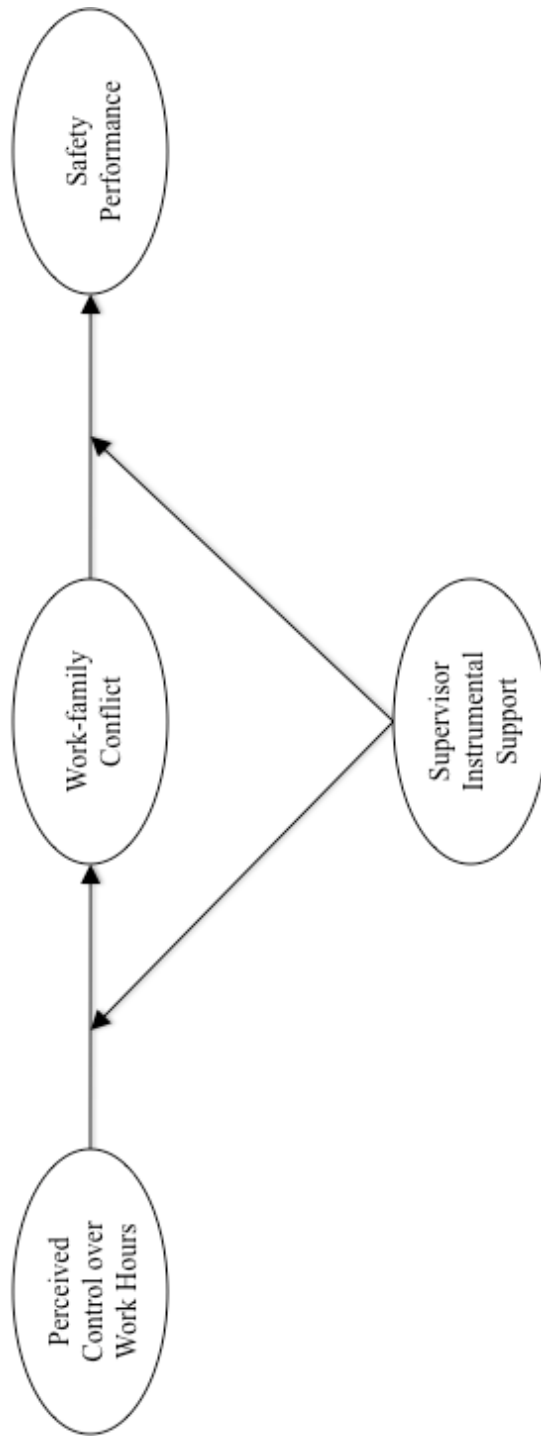 Perceived
Control over
Work Hours
Work-family
Conflict
Safety
Performance
Supervisor
Instrumental
Support